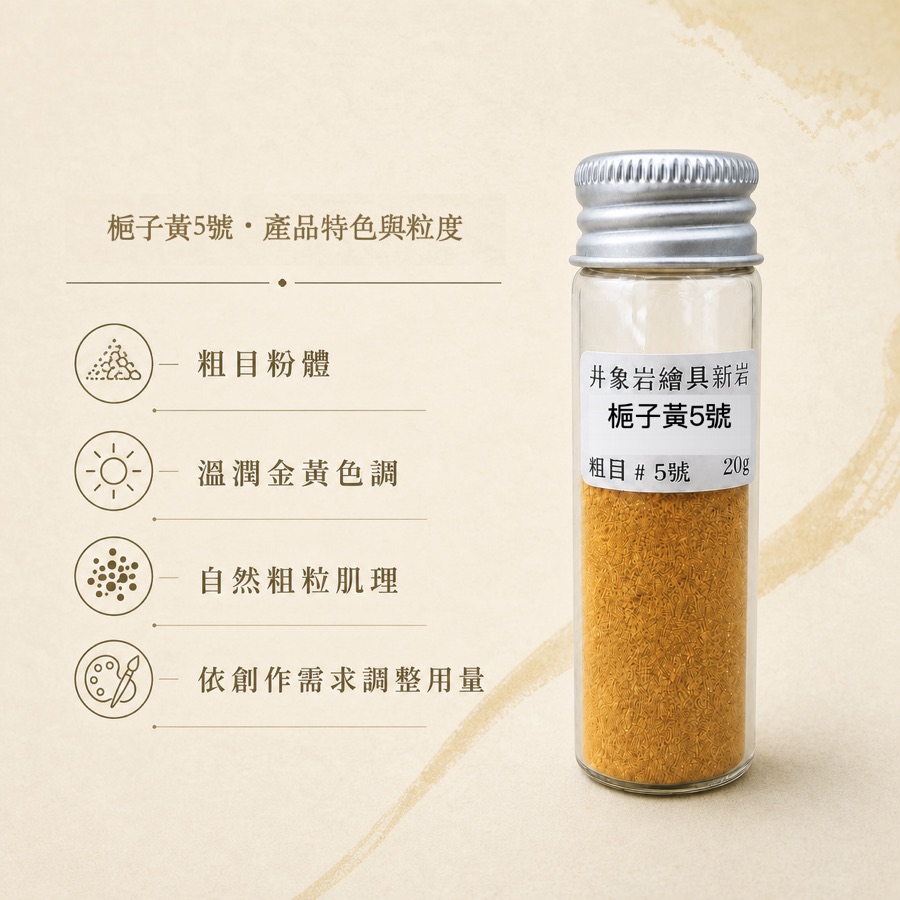 梔子黃5號・產品特色與粒度
粗目粉體
溫潤金黃色調
自然粗粒肌理
依創作需求調整用量
井象岩繪具新岩
梔子黃5號
粗目 # 5號 20g